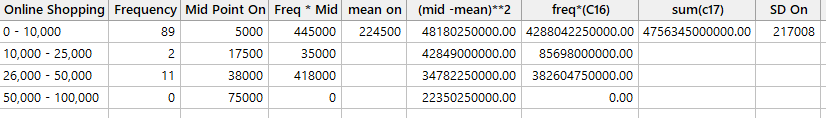 Online Shopping Frequency Mid Point On Freq * Mid mean on (mid -mean)**2 freq*(C16) sum(c17) SD On
0 - 10,000 89 5000 445000 224500 48180250000.00 4288042250000.00 4756345000000.00 217008
10,000 - 25,000 2 17500 35000 42849000000.00 85698000000.00
26,000 - 50,000 11 38000 418000 34782250000.00 382604750000.00
50,000 - 100,000 0 75000 0 22350250000.00 0.00